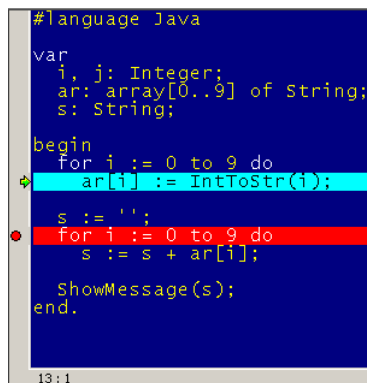 #language Java
var
i, j: Integer;
ar: array[0..9] of String;
s: String;
begin
for i := 0 to 9 do
ar[i] := IntToStr(i);
s := '';
for i := 0 to 9 do
s := s + ar[i];
ShowMessage(s);
end.
13:1